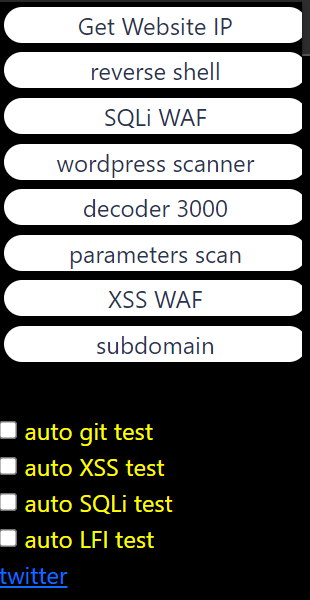 Get Website IP
reverse shell
SQLi WAF
wordpress scanner
decoder 3000
parameters scan
XSS WAF
subdomain
auto git test
auto XSS test
auto SQLi test
auto LFI test
twitter